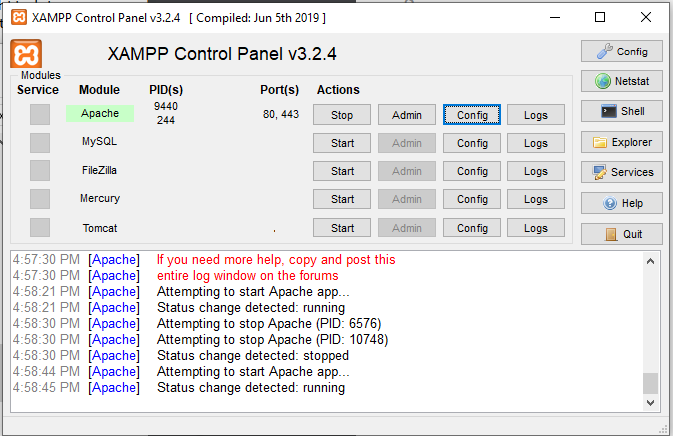 XAMPP Control Panel v3.2.4 [ Compiled: Jun 5th 2019 ]
XAMPP Control Panel v3.2.4
Config
Modules
Service Module PID(s) Port(s) Actions
Netstat
Apache 9440 244 80, 443 Stop Admin Config Logs
Shell
MySQL Start Admin Config Logs
Explorer
FileZilla Start Admin Config Logs
Services
Mercury Start Admin Config Logs
Help
Tomcat Start Admin Config Logs
Quit
4:57:30 PM [Apache] If you need more help, copy and post this
4:57:30 PM [Apache] entire log window on the forums
4:58:21 PM [Apache] Attempting to start Apache app...
4:58:21 PM [Apache] Status change detected: running
4:58:30 PM [Apache] Attempting to stop Apache (PID: 6576)
4:58:30 PM [Apache] Attempting to stop Apache (PID: 10748)
4:58:30 PM [Apache] Status change detected: stopped
4:58:44 PM [Apache] Attempting to start Apache app...
4:58:45 PM [Apache] Status change detected: running